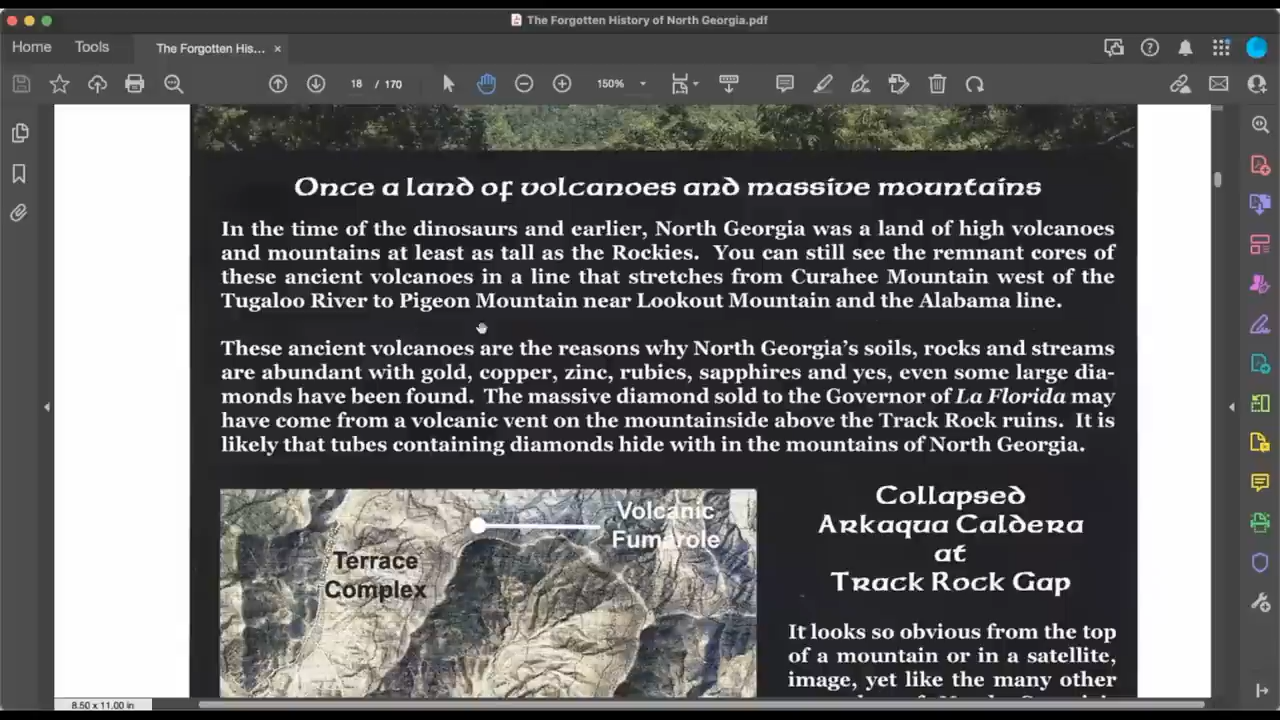 The Forgotten History of North Georgia.pdf
Home Tools The Forgotten His... ×
18 / 170 150%
Once a land of volcanoes and massive mountains
In the time of the dinosaurs and earlier, North Georgia was a land of high volcanoes
and mountains at least as tall as the Rockies. You can still see the remnant cores of
these ancient volcanoes in a line that stretches from Curahee Mountain west of the
Tugaloo River to Pigeon Mountain near Lookout Mountain and the Alabama line.
These ancient volcanoes are the reasons why North Georgia's soils, rocks and streams
are abundant with gold, copper, zinc, rubies, sapphires and yes, even some large dia-
monds have been found. The massive diamond sold to the Governor of La Florida may
have come from a volcanic vent on the mountainside above the Track Rock ruins. It is
likely that tubes containing diamonds hide with in the mountains of North Georgia.
Volcanic
Fumarole
Terrace
Complex
Collapsed
Arkaqua Caldera
at
Track Rock Gap
It looks so obvious from the top
of a mountain or in a satellite,
image, yet like the many other
8.50 x 11.00 in